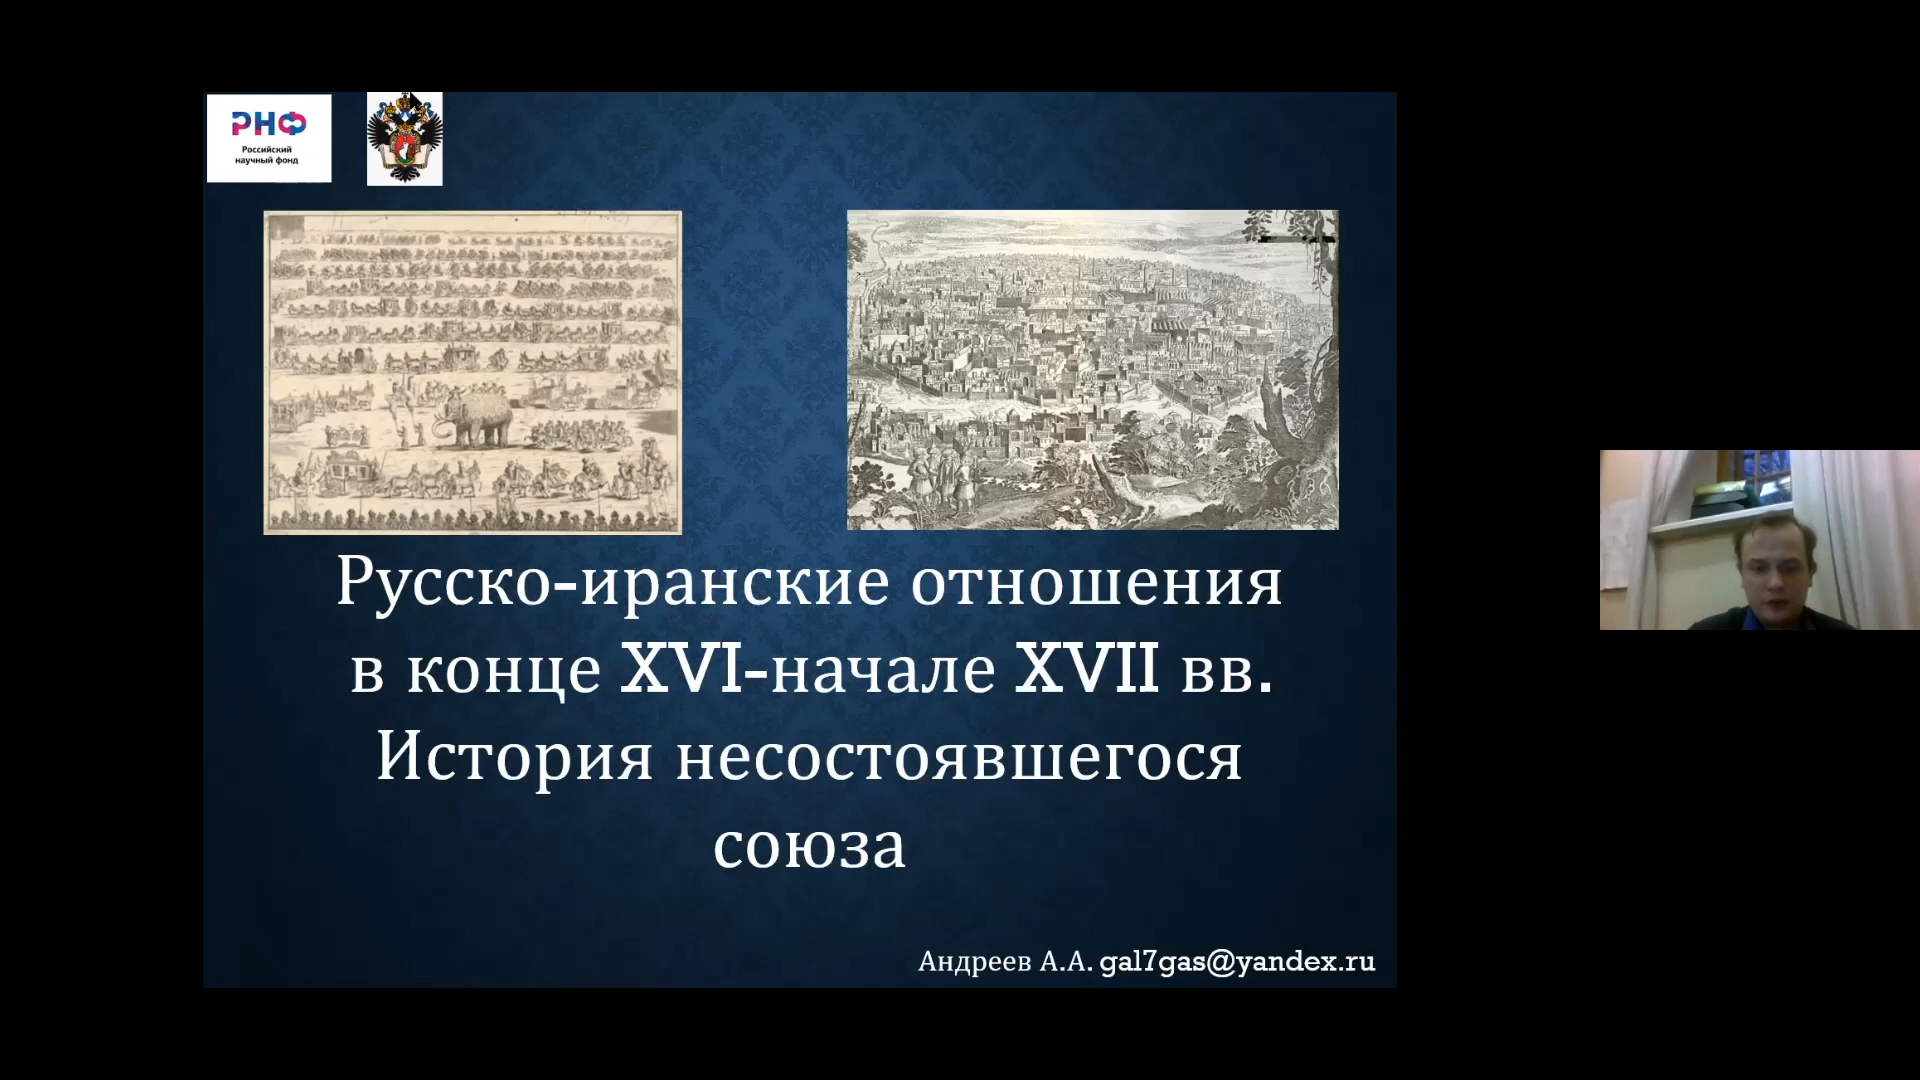 РНФ
Российский
научный фонд
Русско-иранские отношения
в конце XVI-начале XVII вв.
История несостоявшегося
союза
Андреев А.А. gal7gas@yandex.ru